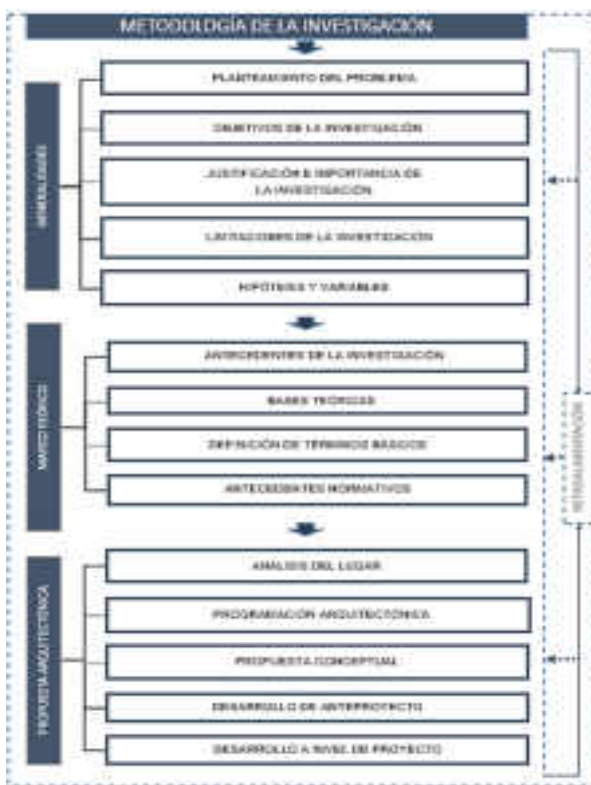 METODOLOGÍA DE LA INVESTIGACIÓN
GENERALIDADES
PLANTEAMIENTO DEL PROBLEMA
OBJETIVOS DE LA INVESTIGACIÓN
JUSTIFICACIÓN E IMPORTANCIA DE
LA INVESTIGACIÓN
LIMITACIONES DE LA INVESTIGACIÓN
HIPÓTESIS Y VARIABLES
MARCO TEÓRICO
ANTECEDENTES DE LA INVESTIGACIÓN
BASES TEÓRICAS
DEFINICIÓN DE TÉRMINOS BÁSICOS
ANTECEDENTES NORMATIVOS
PROPUESTA ARQUITECTÓNICA
ANÁLISIS DEL LUGAR
PROGRAMACIÓN ARQUITECTÓNICA
PROPUESTA CONCEPTUAL
DESARROLLO DE ANTEPROYECTO
DESARROLLO A NIVEL DE PROYECTO
RETROALIMENTACIÓN